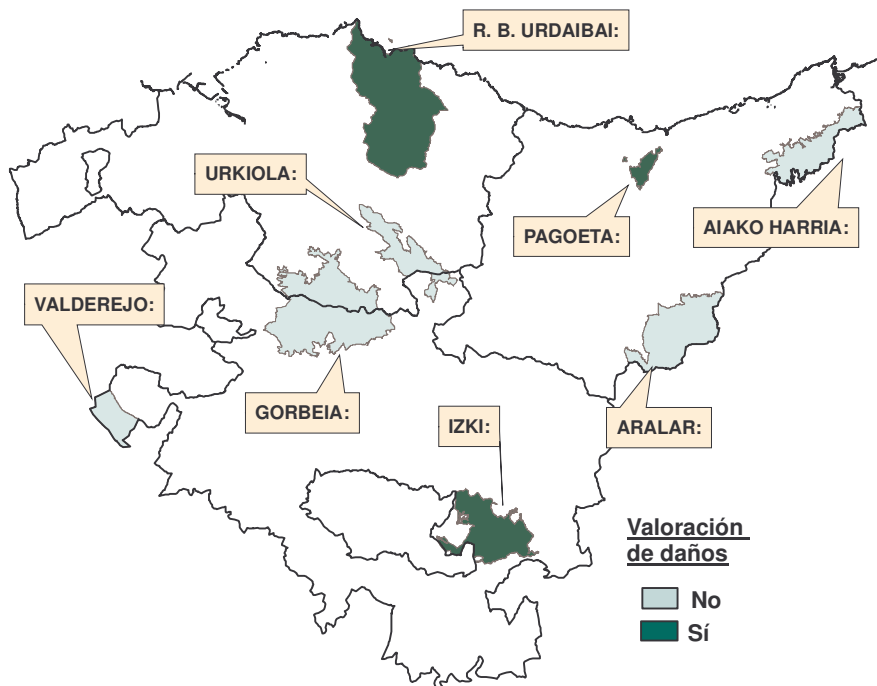 R. B. URDAIBAI:
URKIOLA:
PAGOETA:
AIAKO HARRIA:
VALDEREJO:
GORBEIA:
IZKI:
ARALAR:
Valoración
de daños
No
Sí